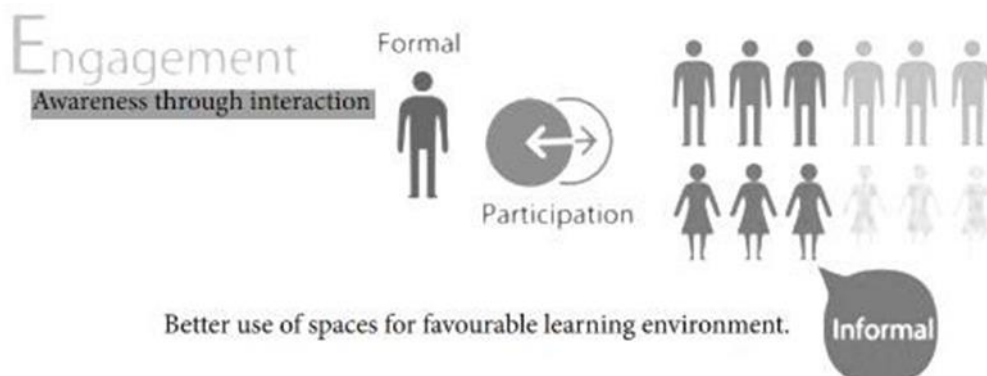 Engagement
Awareness through interaction
Formal
Participation
Better use of spaces for favourable learning environment.
Informal